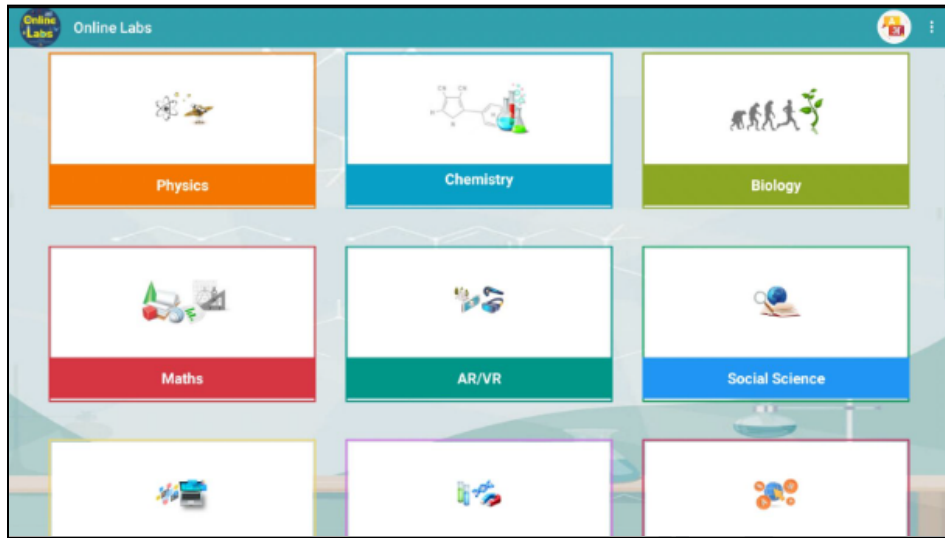 Online
Labs
Online Labs
Physics
Chemistry
Biology
Maths
AR/VR
Social Science